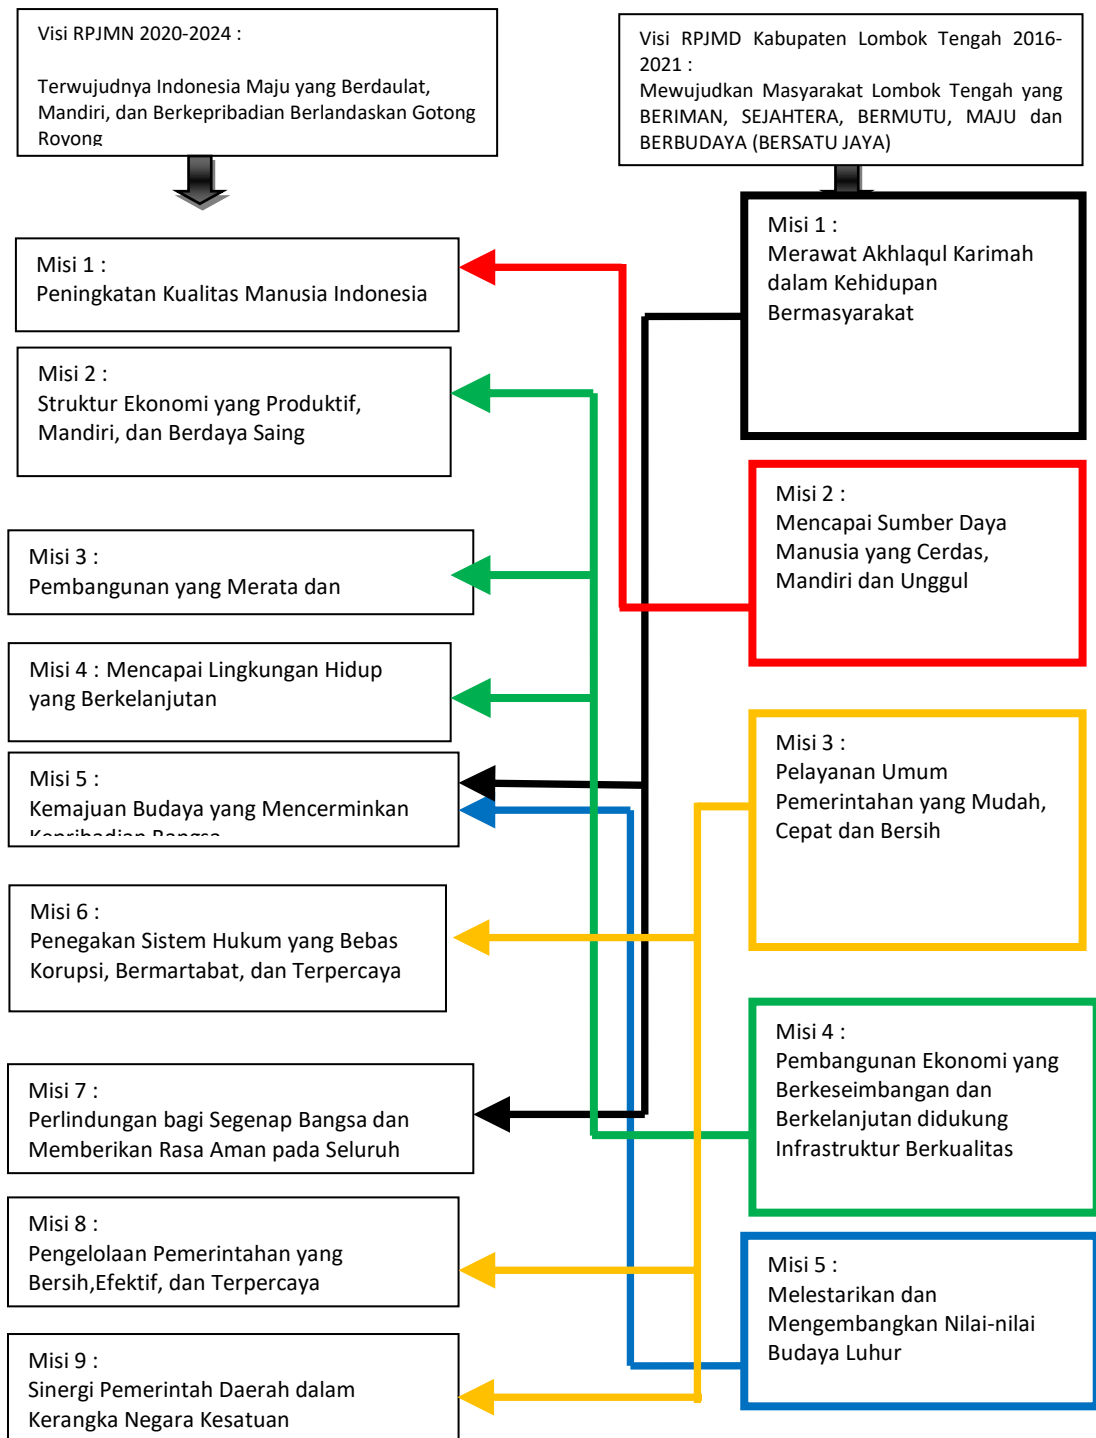 Visi RPJMN 2020-2024 :
Terwujudnya Indonesia Maju yang Berdaulat,
Mandiri, dan Berkepribadian Berlandaskan Gotong
Royong
Misi 1 :
Peningkatan Kualitas Manusia Indonesia
Misi 2 :
Struktur Ekonomi yang Produktif,
Mandiri, dan Berdaya Saing
Misi 3 :
Pembangunan yang Merata dan
Misi 4 : Mencapai Lingkungan Hidup
yang Berkelanjutan
Misi 5 :
Kemajuan Budaya yang Mencerminkan
Kepribadian Bangsa
Misi 6 :
Penegakan Sistem Hukum yang Bebas
Korupsi, Bermartabat, dan Terpercaya
Misi 7 :
Perlindungan bagi Segenap Bangsa dan
Memberikan Rasa Aman pada Seluruh
Misi 8 :
Pengelolaan Pemerintahan yang
Bersih,Efektif, dan Terpercaya
Misi 9 :
Sinergi Pemerintah Daerah dalam
Kerangka Negara Kesatuan
Visi RPJMD Kabupaten Lombok Tengah 2016-
2021 :
Mewujudkan Masyarakat Lombok Tengah yang
BERIMAN, SEJAHTERA, BERMUTU, MAJU dan
BERBUDAYA (BERSATU JAYA)
Misi 1 :
Merawat Akhlaqul Karimah
dalam Kehidupan
Bermasyarakat
Misi 2 :
Mencapai Sumber Daya
Manusia yang Cerdas,
Mandiri dan Unggul
Misi 3 :
Pelayanan Umum
Pemerintahan yang Mudah,
Cepat dan Bersih
Misi 4 :
Pembangunan Ekonomi yang
Berkeseimbangan dan
Berkelanjutan didukung
Infrastruktur Berkualitas
Misi 5 :
Melestarikan dan
Mengembangkan Nilai-nilai
Budaya Luhur